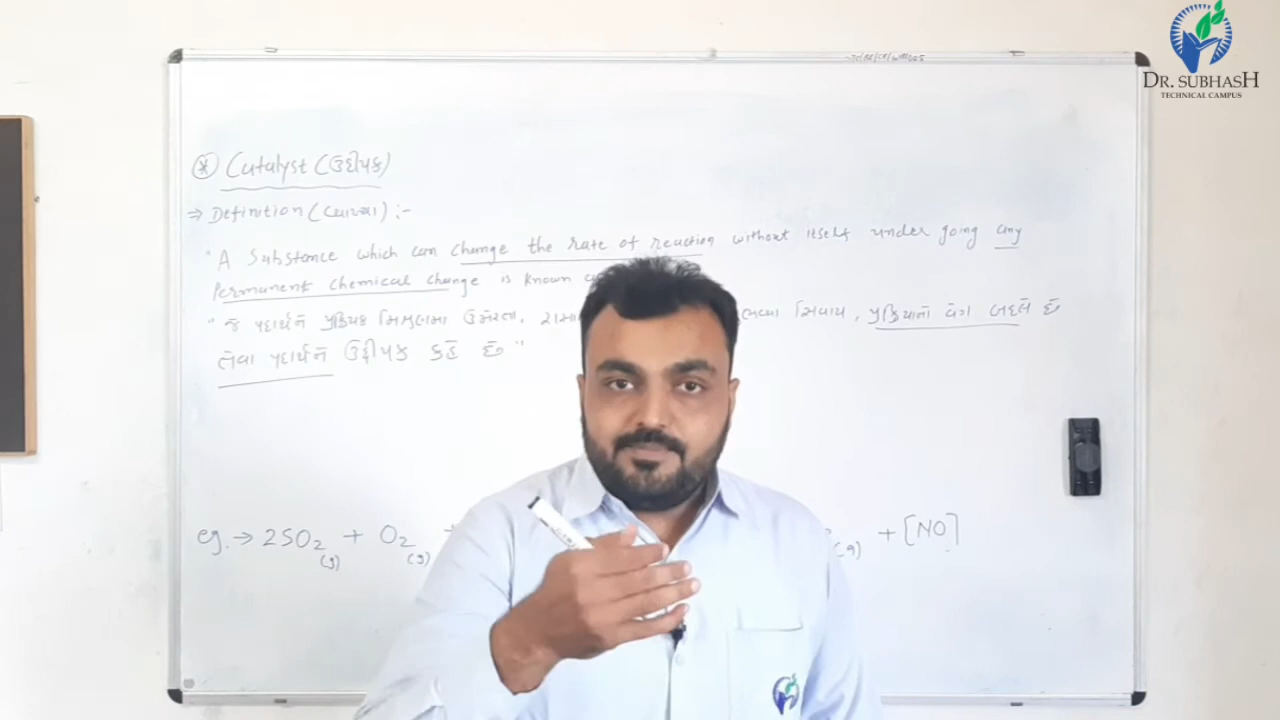 DR. SUBHASH
TECHNICAL CAMPUS
Catalyst (ઉદ્દીપક)
⇒ Definition (વ્યાખ્યા) :-
"A Substance which can change the rate of reaction without itself under going any
permanent chemical change is known
"જે પદાર્થને પ્રક્રિયક મિશ્રણમાં ઉમેરતા, સિવાય, પ્રક્રિયાનો વેગ બદલે છે
તેવા પદાર્થને ઉદ્દીપક કહે છે"
eg. → 2SO₂(g) + O₂(g) (g) + [NO]